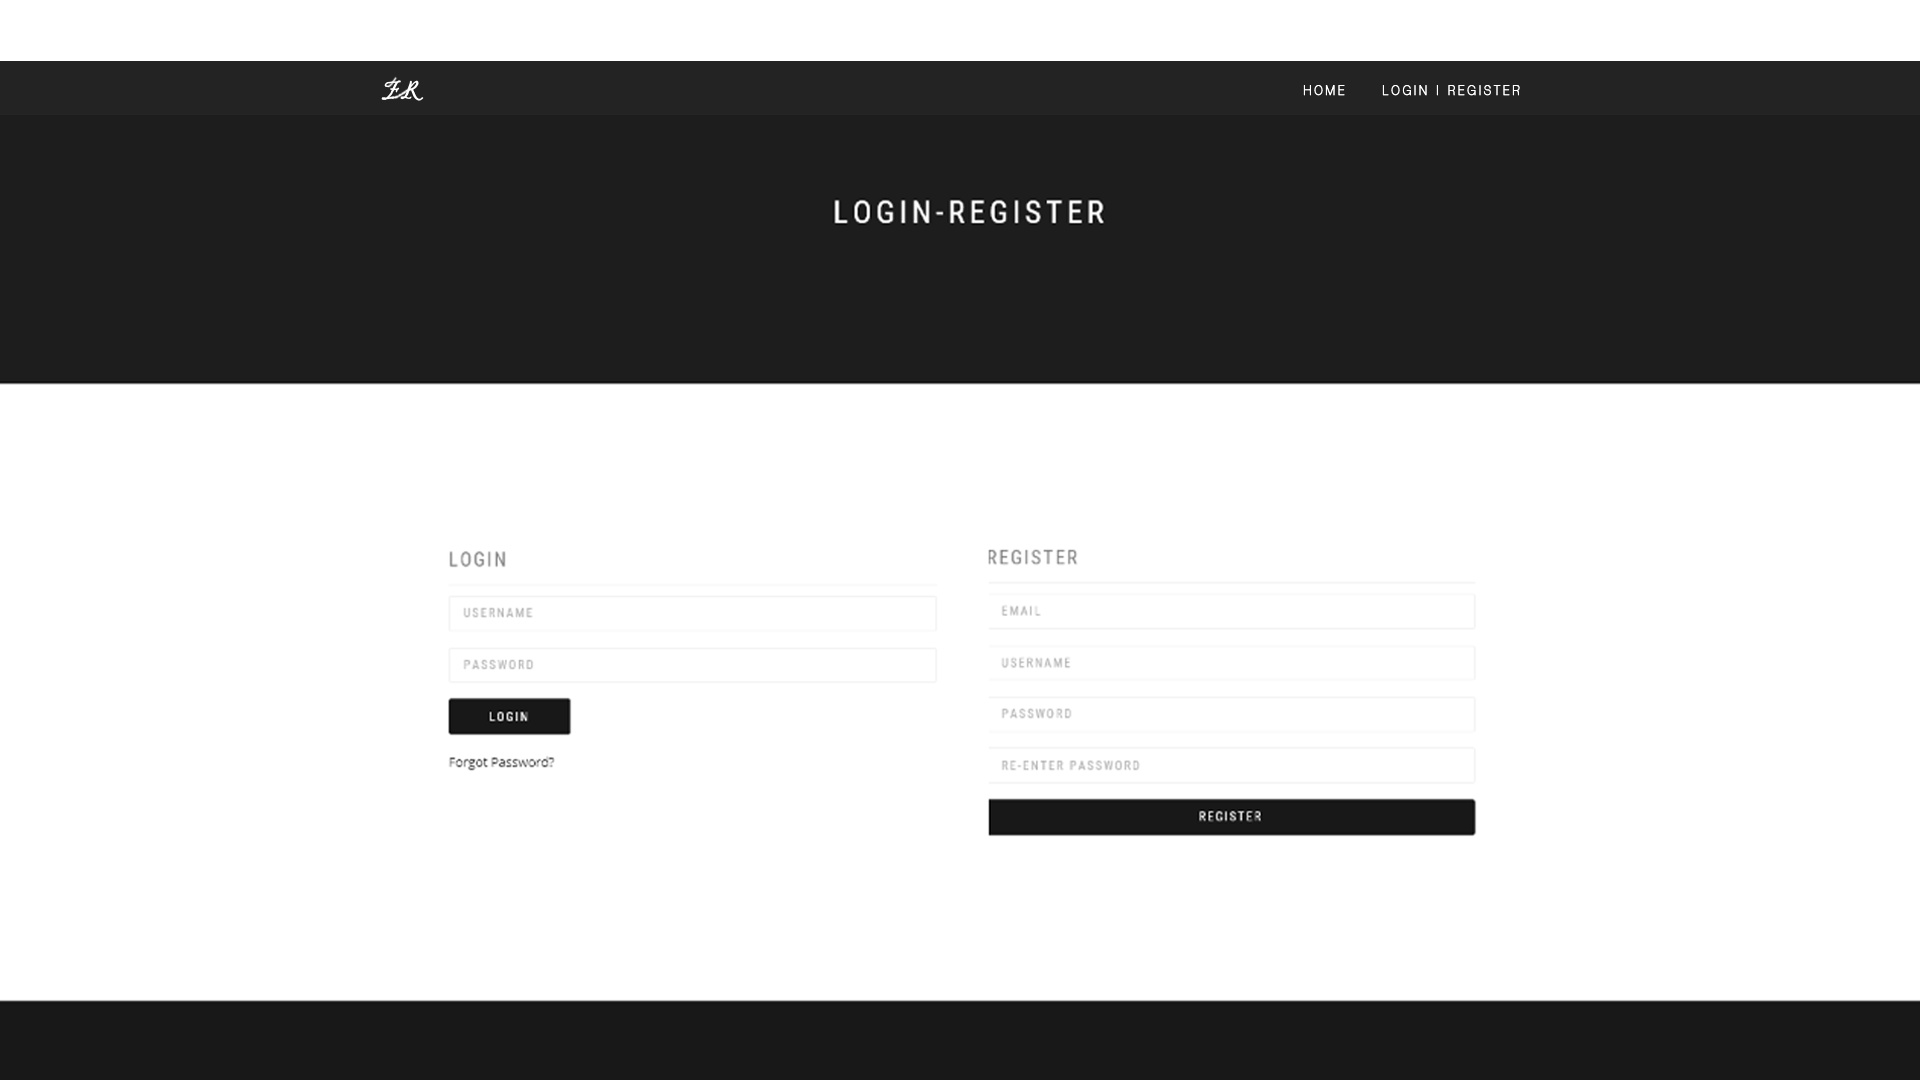 ER
HOME LOGIN | REGISTER
LOGIN-REGISTER
LOGIN
USERNAME
PASSWORD
LOGIN
Forgot Password?
REGISTER
EMAIL
USERNAME
PASSWORD
RE-ENTER PASSWORD
REGISTER